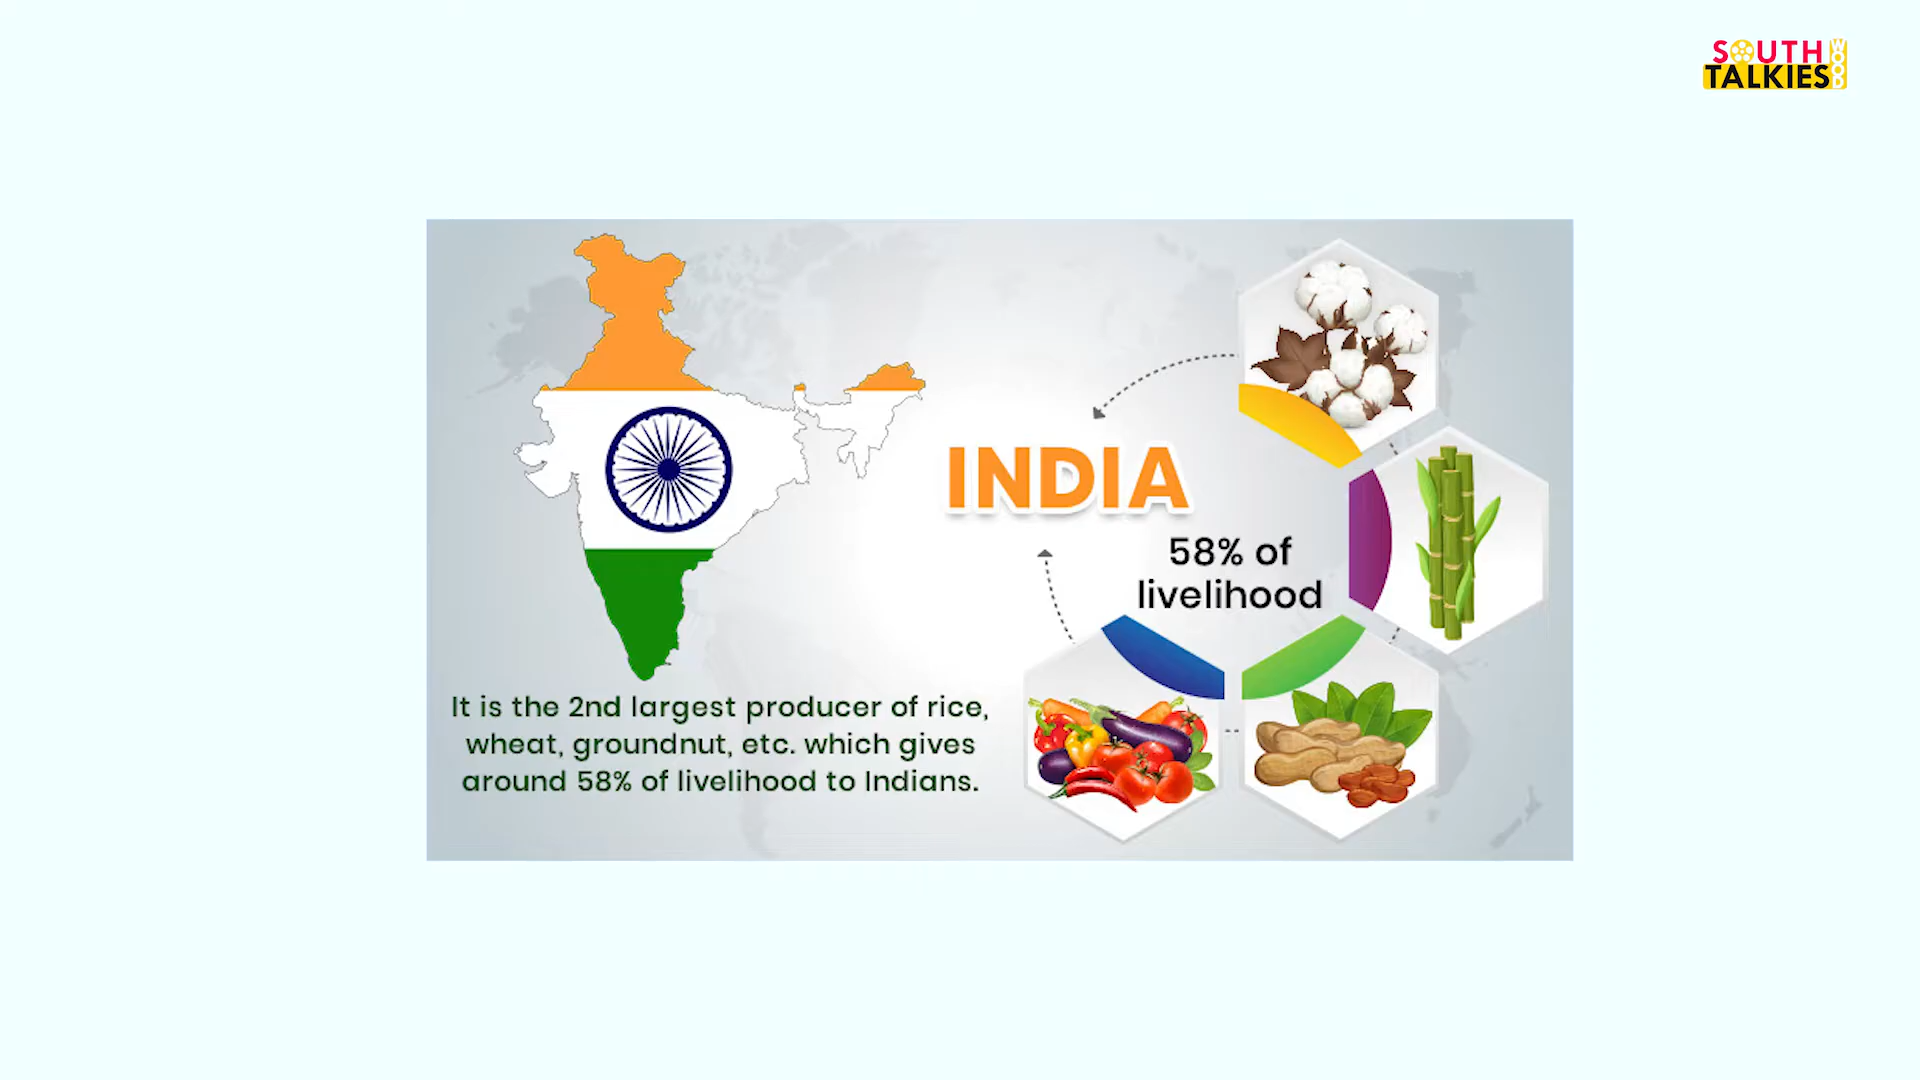 SOUTH
TALKIES
WOOD
INDIA
58% of
livelihood
It is the 2nd largest producer of rice,
wheat, groundnut, etc. which gives
around 58% of livelihood to Indians.